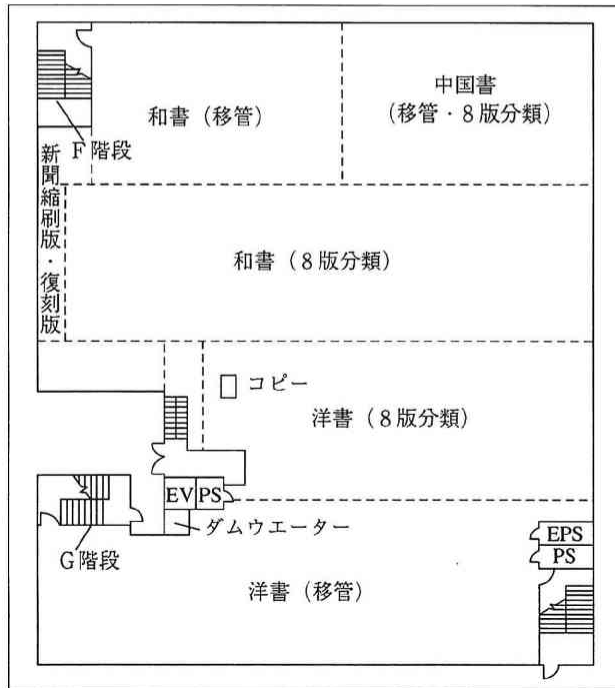 中国書
(移管・8版分類)
和書(移管)
F階段
新聞縮刷版・復刻版
和書(8版分類)
コピー
洋書(8版分類)
EV
PS
ダムウエーター
G階段
EPS
PS
洋書(移管)